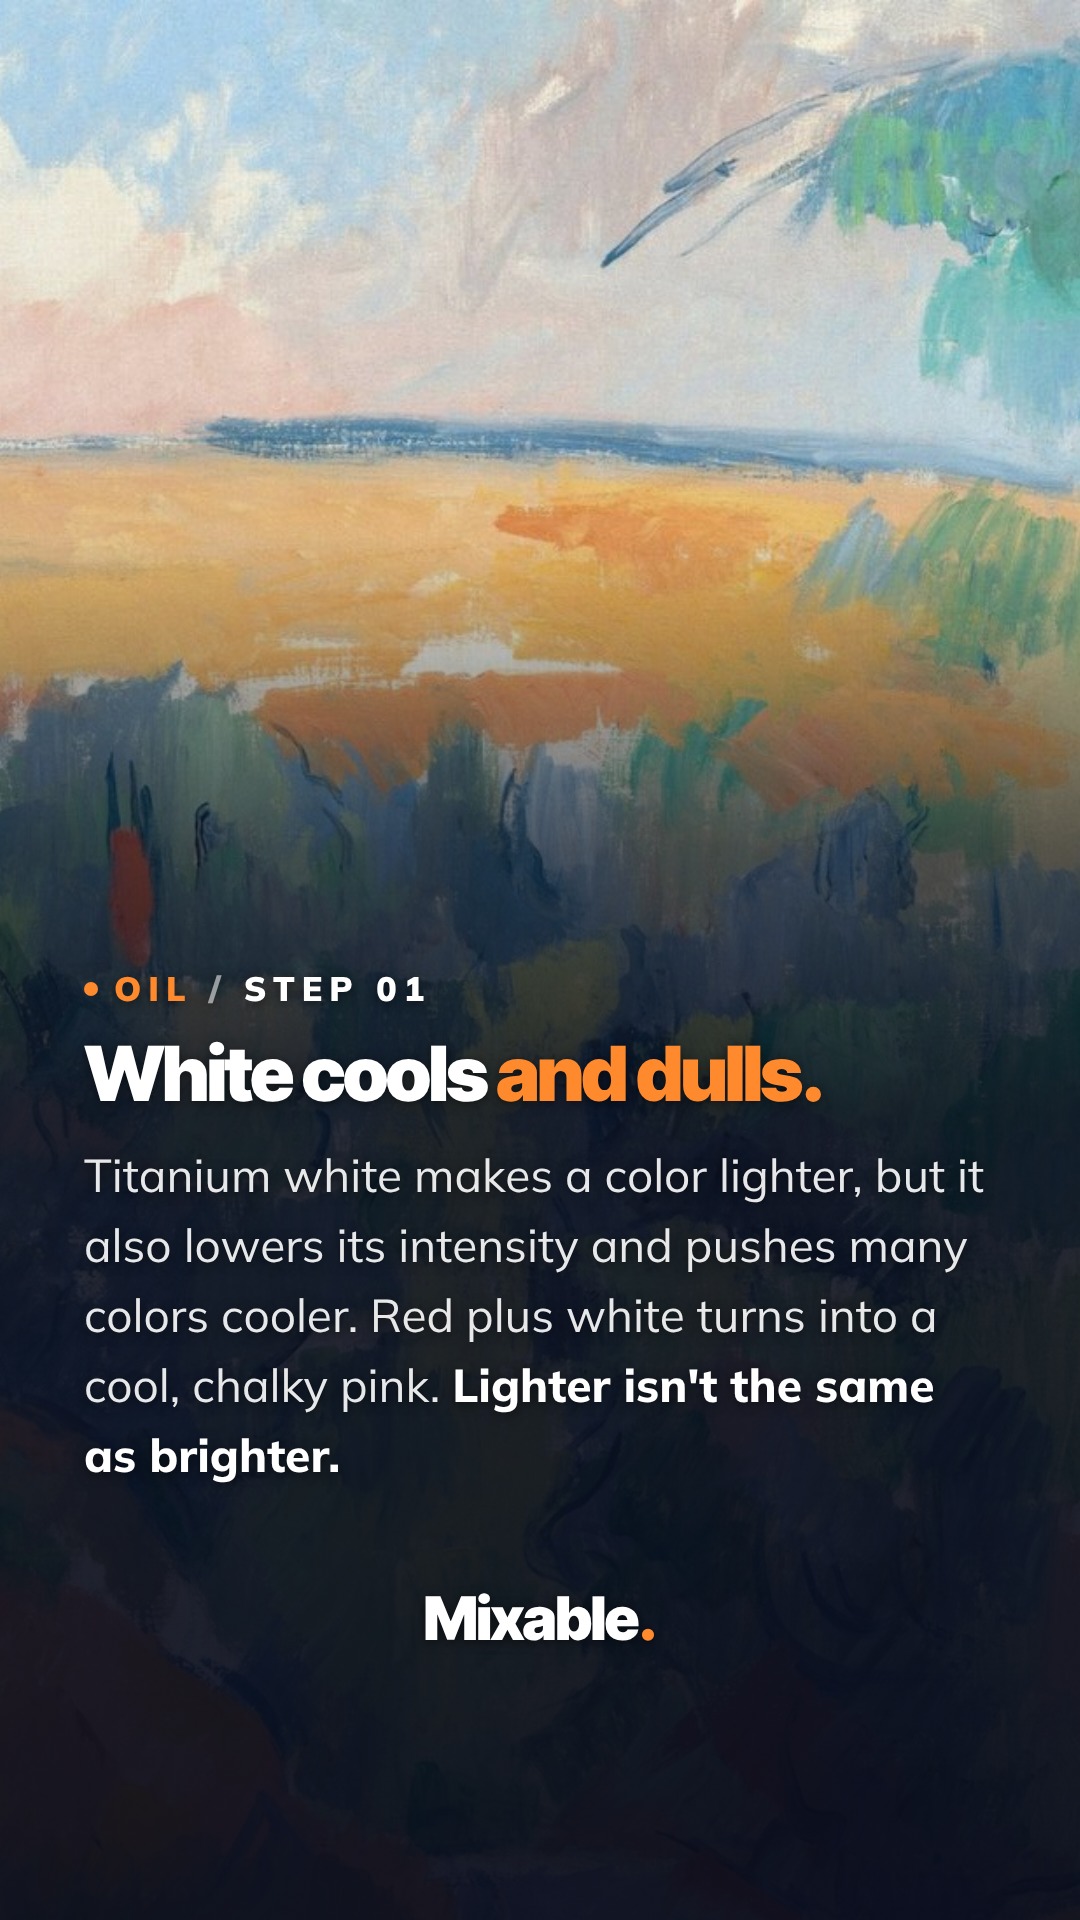 • OIL / STEP 01
White cools and dulls.
Titanium white makes a color lighter, but it
also lowers its intensity and pushes many
colors cooler. Red plus white turns into a
cool, chalky pink. Lighter isn't the same
as brighter.
Mixable.